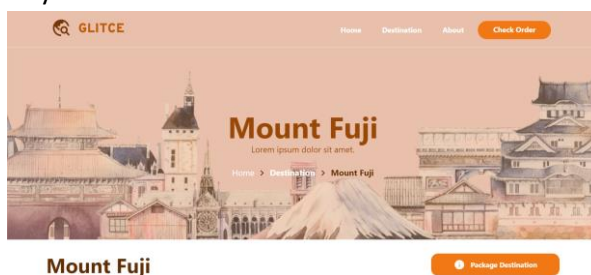 GLITCE
Home Destination About Check Order
Mount Fuji
Lorem ipsum dolor sit amet.
Home > Destination > Mount Fuji
Mount Fuji
Package Destination